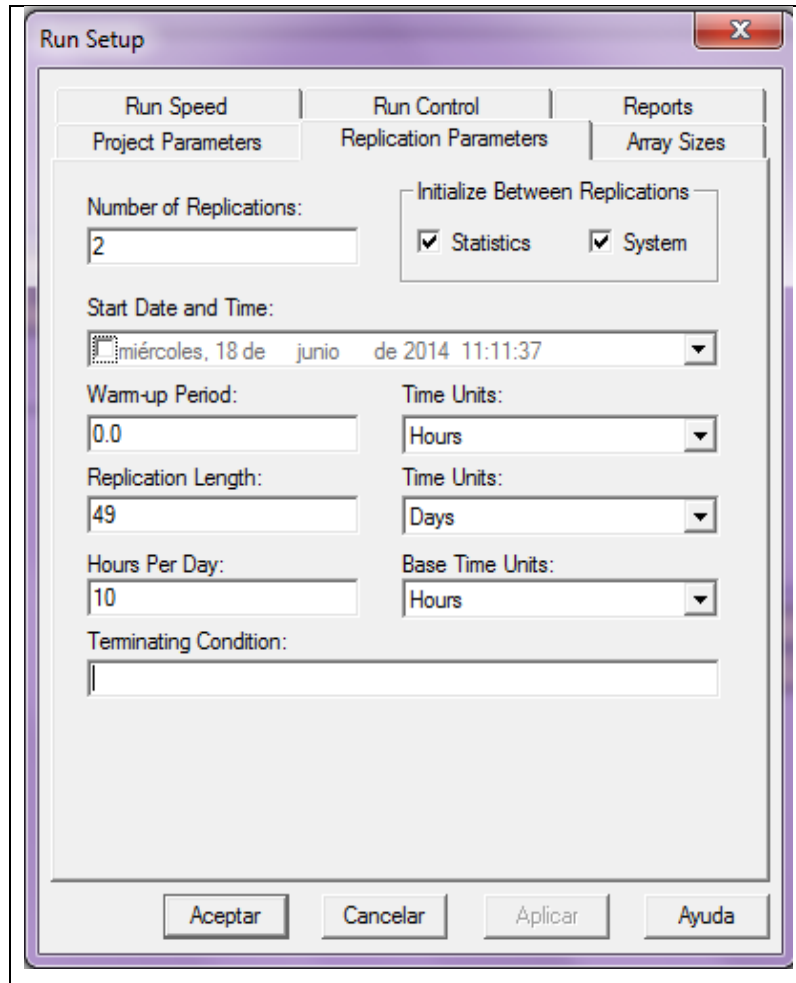 Run Setup
X
Run Speed Run Control Reports
Project Parameters Replication Parameters Array Sizes
Number of Replications: Initialize Between Replications
2 Statistics System
Start Date and Time:
miércoles, 18 de junio de 2014 11:11:37
Warm-up Period: Time Units:
0.0 Hours
Replication Length: Time Units:
49 Days
Hours Per Day: Base Time Units:
10 Hours
Terminating Condition:
Aceptar Cancelar Aplicar Ayuda